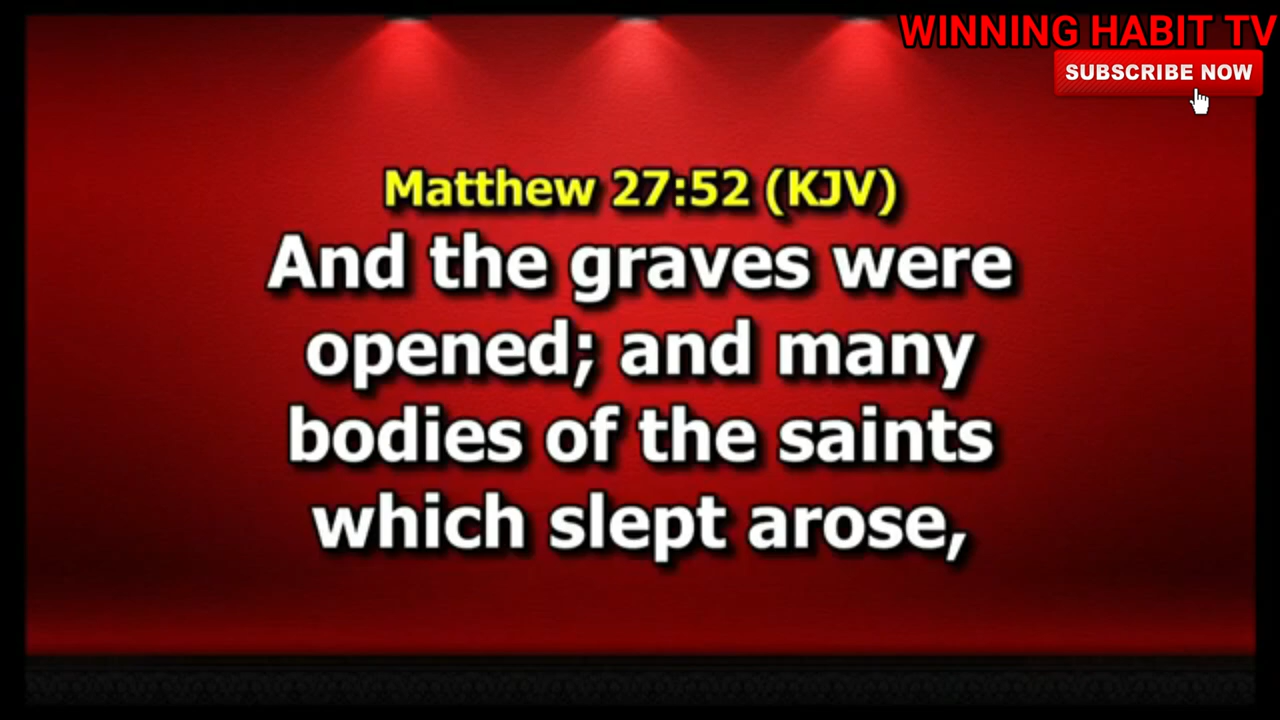 WINNING HABIT TV
SUBSCRIBE NOW
Matthew 27:52 (KJV)
And the graves were
opened; and many
bodies of the saints
which slept arose,